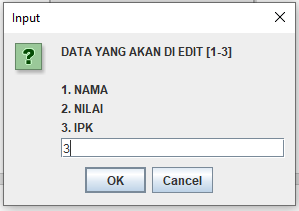 Input
DATA YANG AKAN DI EDIT [1-3]
1. NAMA
2. NILAI
3. IPK
3
OK Cancel